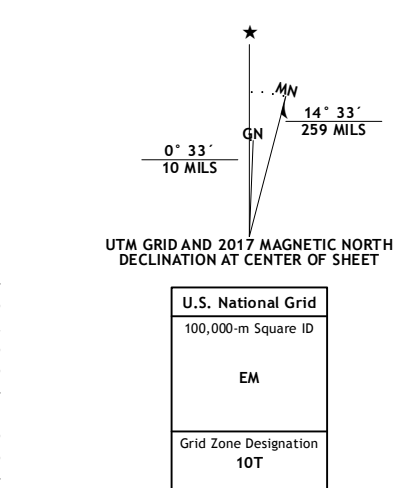 ★
MN
14° 33´
259 MILS
GN
0° 33´
10 MILS
UTM GRID AND 2017 MAGNETIC NORTH
DECLINATION AT CENTER OF SHEET
U.S. National Grid
100,000-m Square ID
EM
Grid Zone Designation
10T